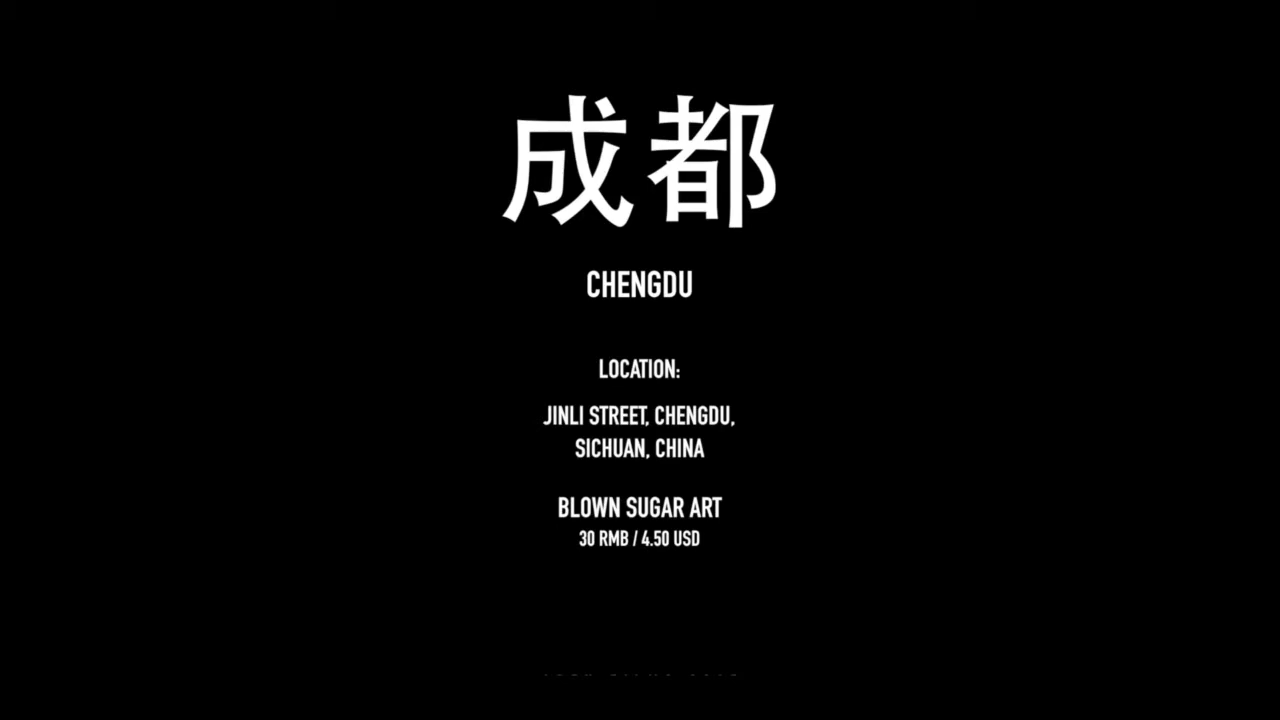 成都
CHENGDU
LOCATION:
JINLI STREET, CHENGDU,
SICHUAN, CHINA
BLOWN SUGAR ART
30 RMB / 4.50 USD